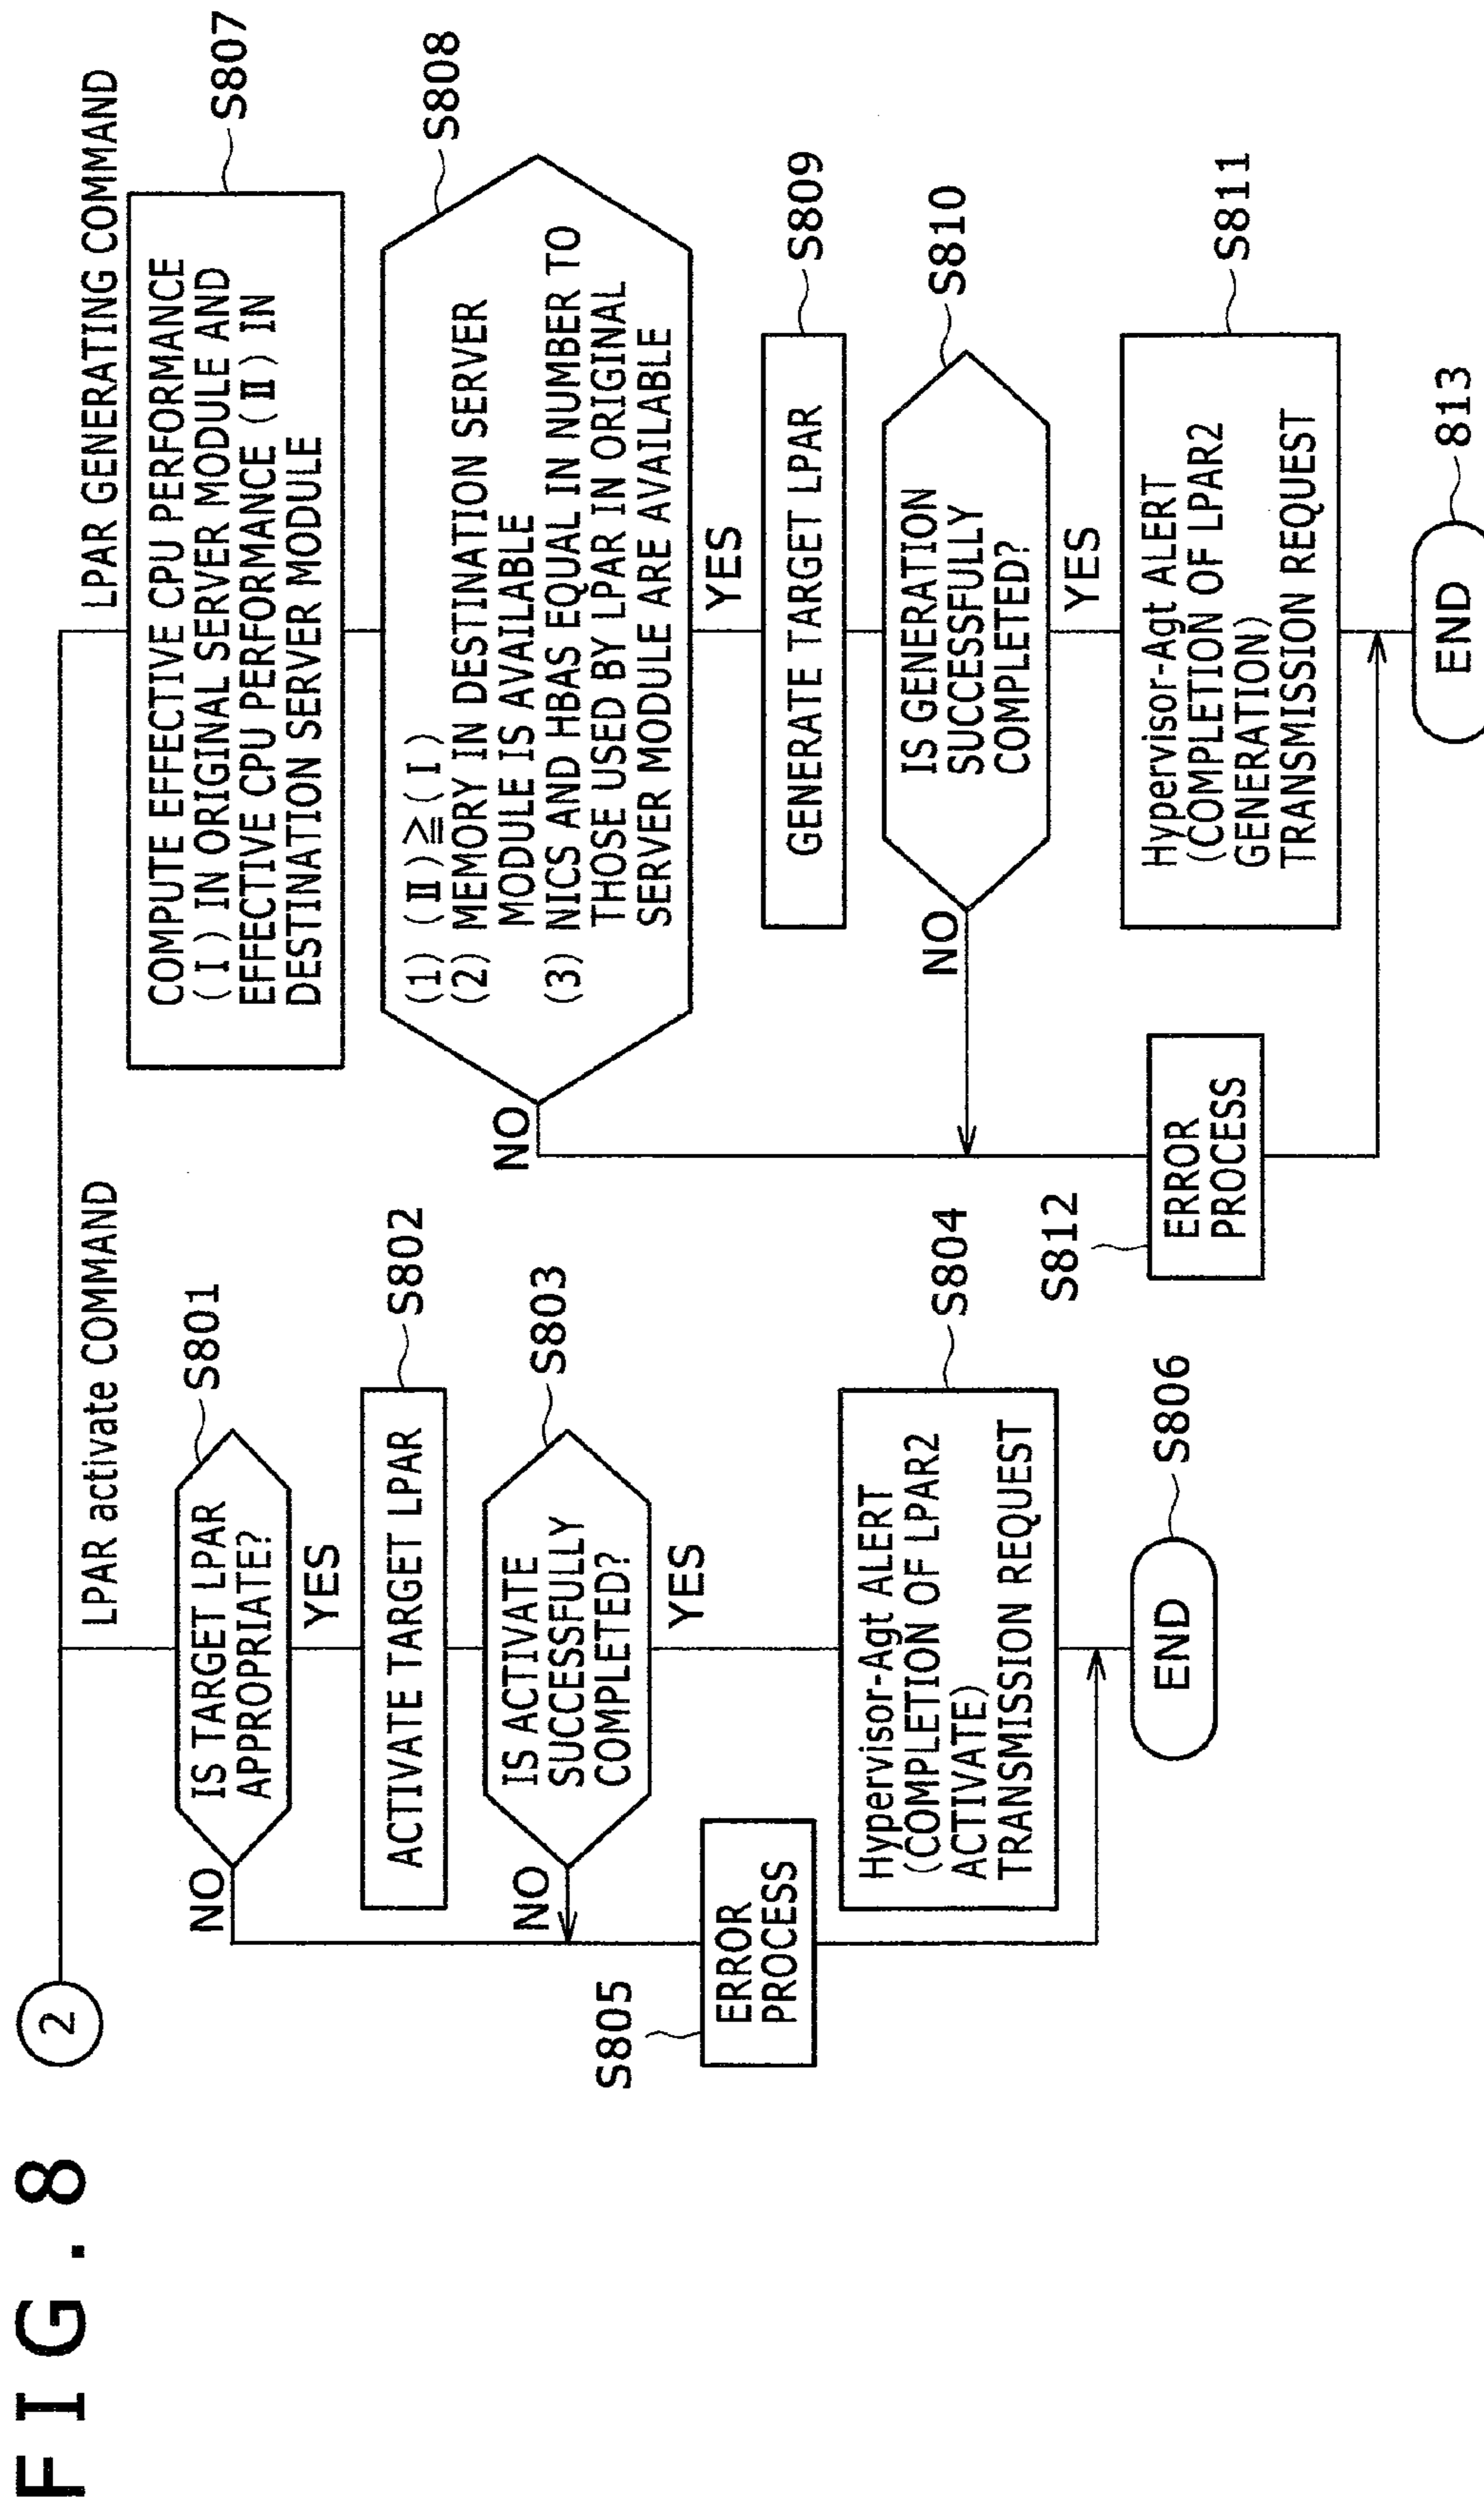 FIG. 8
2
LPAR activate COMMAND
S801
IS TARGET LPAR
APPROPRIATE?
NO
YES
S802
ACTIVATE TARGET LPAR
S803
IS ACTIVATE
SUCCESSFULLY
COMPLETED?
NO
YES
S805
ERROR
PROCESS
S804
Hypervisor-Agt ALERT
(COMPLETION OF LPAR2
ACTIVATE)
TRANSMISSION REQUEST
S806
END
LPAR GENERATING COMMAND
S807
COMPUTE EFFECTIVE CPU PERFORMANCE
(I) IN ORIGINAL SERVER MODULE AND
EFFECTIVE CPU PERFORMANCE (II) IN
DESTINATION SERVER MODULE
S808
(1) (II)≧(I)
(2) MEMORY IN DESTINATION SERVER
MODULE IS AVAILABLE
(3) NICS AND HBAS EQUAL IN NUMBER TO
THOSE USED BY LPAR IN ORIGINAL
SERVER MODULE ARE AVAILABLE
NO
YES
S809
GENERATE TARGET LPAR
S810
IS GENERATION
SUCCESSFULLY
COMPLETED?
NO
YES
S812
ERROR
PROCESS
S811
Hypervisor-Agt ALERT
(COMPLETION OF LPAR2
GENERATION)
TRANSMISSION REQUEST
813
END